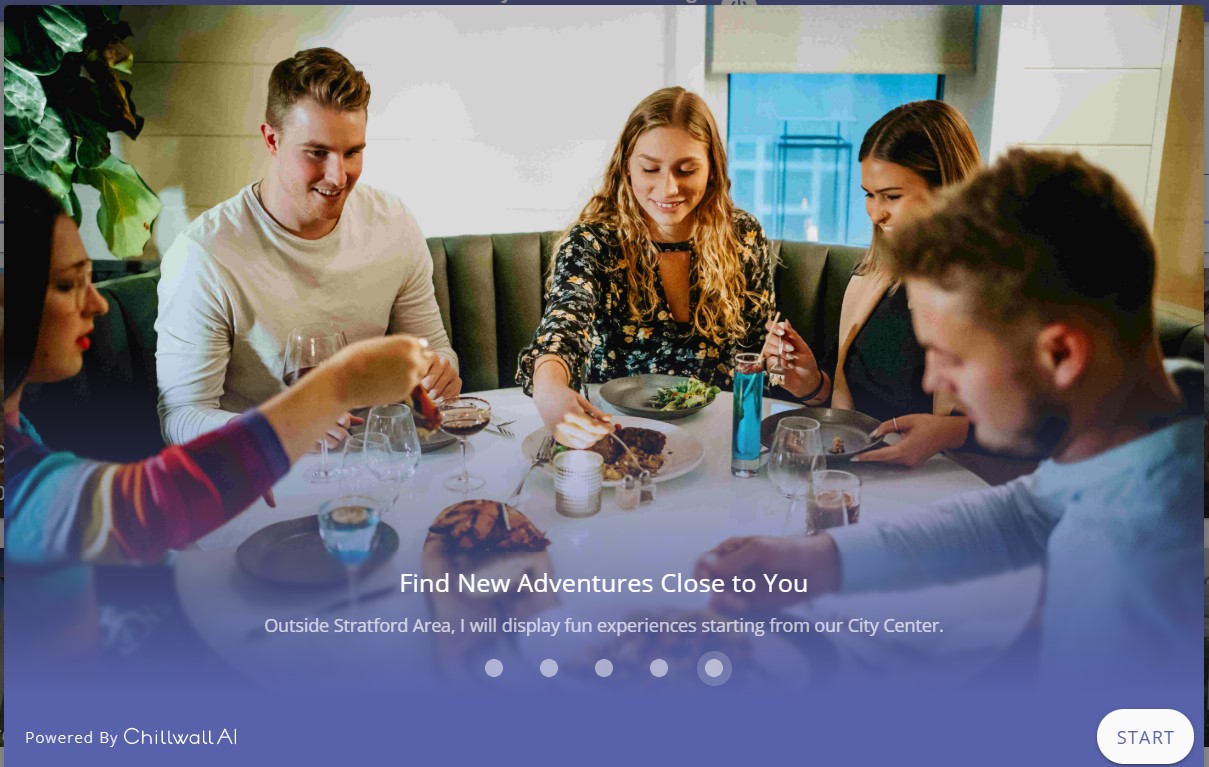 Find New Adventures Close to You
Outside Stratford Area, I will display fun experiences starting from our City Center.
Powered By Chillwall AI
START